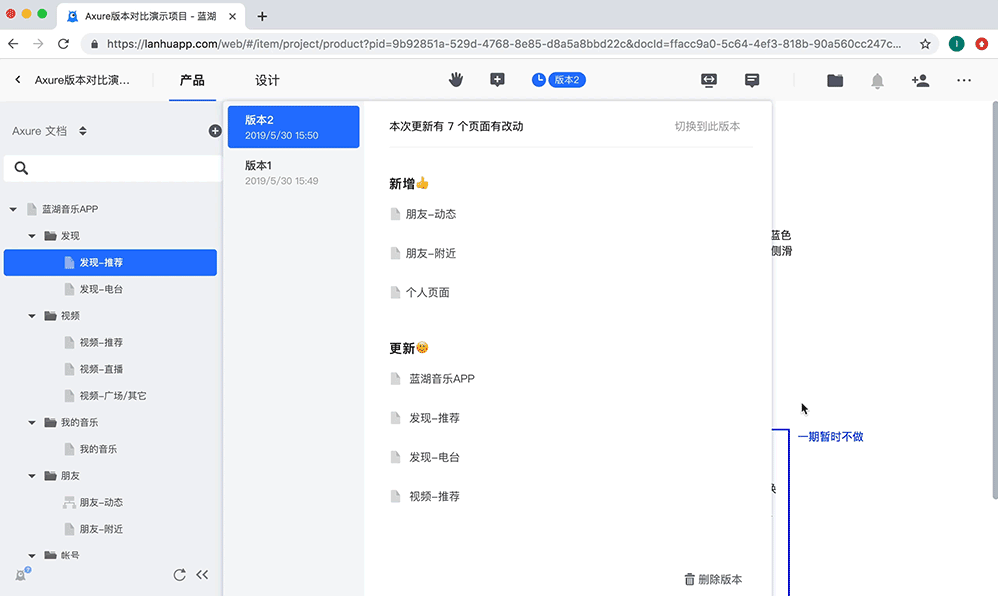 Axure版本对比演示项目 - 蓝湖
https://lanhuapp.com/web/#/item/project/product?pid=9b92851a-529d-4768-8e85-d8a5a8bbd22c&docId=ffacc9a0-5c64-4ef3-818b-90a560cc247c...
I
Axure版本对比演...
产品
设计
版本2
Axure 文档
蓝湖音乐APP
发现
发现-推荐
发现-电台
视频
视频-推荐
视频-直播
视频-广场/其它
我的音乐
我的音乐
朋友
朋友-动态
朋友-附近
帐号
?
版本2
2019/5/30 15:50
版本1
2019/5/30 15:49
本次更新有 7 个页面有改动
切换到此版本
新增👍
朋友-动态
朋友-附近
个人页面
更新
蓝湖音乐APP
发现-推荐
发现-电台
视频-推荐
删除版本
蓝色
侧滑
一期暂时不做